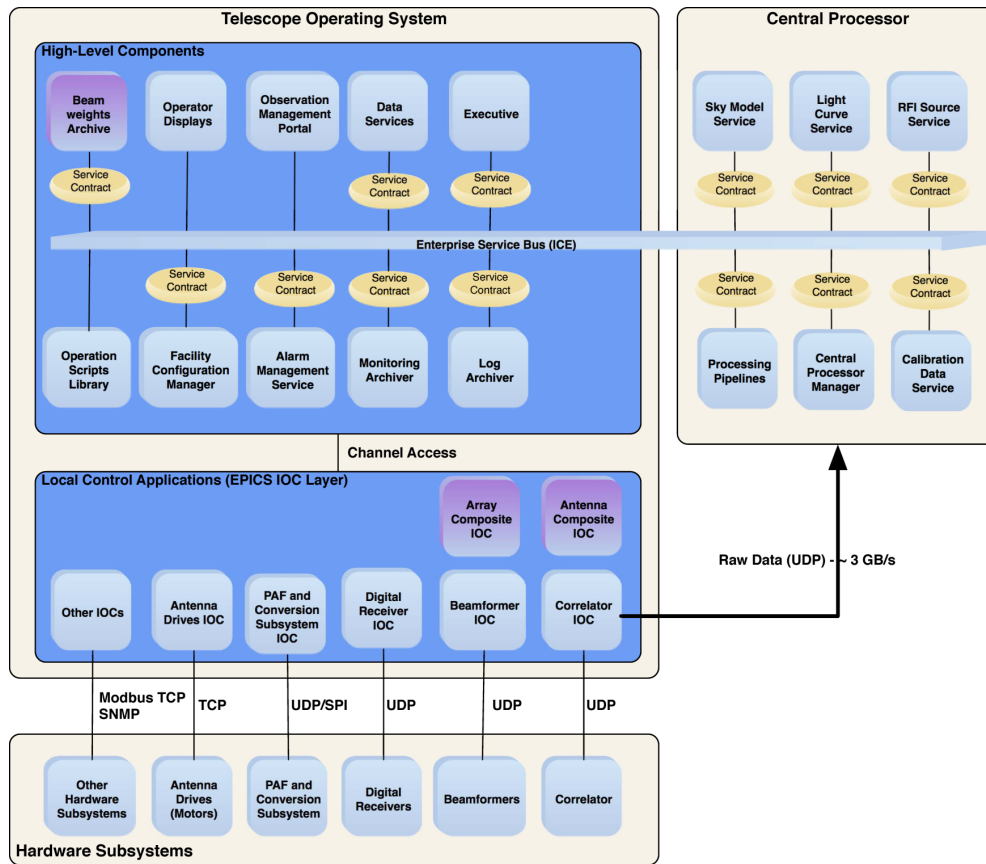 Telescope Operating System
Central Processor
High-Level Components
Beam
weights
Archive
Operator
Displays
Observation
Management
Portal
Data
Services
Executive
Sky Model
Service
Light
Curve
Service
RFI Source
Service
Service
Contract
Service
Contract
Service
Contract
Service
Contract
Service
Contract
Service
Contract
Enterprise Service Bus (ICE)
Service
Contract
Service
Contract
Service
Contract
Service
Contract
Service
Contract
Service
Contract
Service
Contract
Operation
Scripts
Library
Facility
Configuration
Manager
Alarm
Management
Service
Monitoring
Archiver
Log
Archiver
Processing
Pipelines
Central
Processor
Manager
Calibration
Data
Service
Channel Access
Local Control Applications (EPICS IOC Layer)
Array
Composite
IOC
Antenna
Composite
IOC
Raw Data (UDP) - ~ 3 GB/s
Other IOCs
Antenna
Drives IOC
PAF and
Conversion
Subsystem
IOC
Digital
Receiver
IOC
Beamformer
IOC
Correlator
IOC
Modbus TCP
SNMP
TCP
UDP/SPI
UDP
UDP
UDP
Other
Hardware
Subsystems
Antenna
Drives
(Motors)
PAF and
Conversion
Subsystem
Digital
Receivers
Beamformers
Correlator
Hardware Subsystems